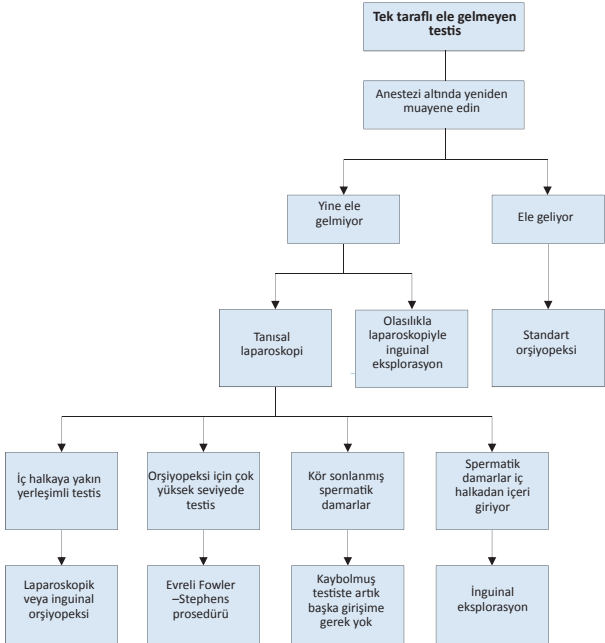 Tek taraflı ele gelmeyen
testis
Anestezi altında yeniden
muayene edin
Yine ele
gelmiyor
Ele geliyor
Tanısal
laparoskopi
Olasılıkla
laparoskopiyle
inguinal
eksplorasyon
Standart
orşiyopeksi
İç halkaya yakın
yerleşimli testis
Orşiyopeksi için çok
yüksek seviyede
testis
Kör sonlanmış
spermatik
damarlar
Spermatik
damarlar iç
halkadan içeri
giriyor
Laparoskopik
veya inguinal
orşiyopeksi
Evreli Fowler
–Stephens
prosedürü
Kaybolmuş
testiste artık
başka girişime
gerek yok
İnguinal
eksplorasyon